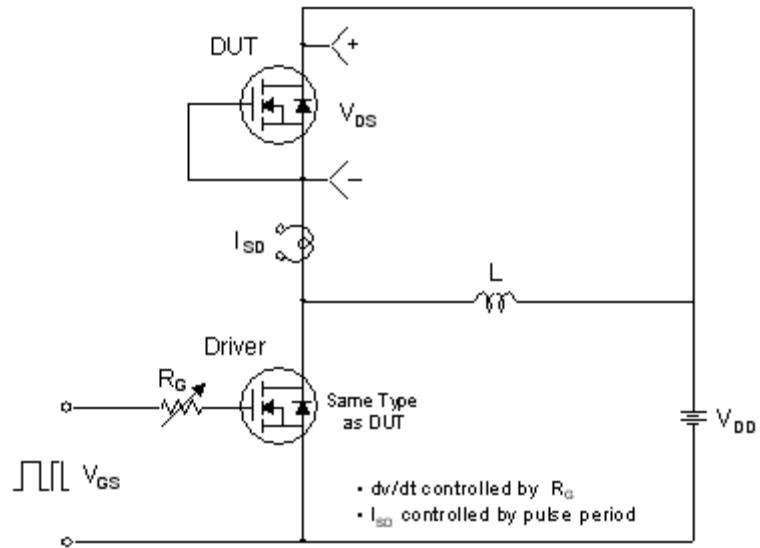 DUT
+
V_DS
−
I_SD
L
Driver
R_G
Same Type
as DUT
V_DD
V_GS
• dv/dt controlled by R_G
• I_SD controlled by pulse period